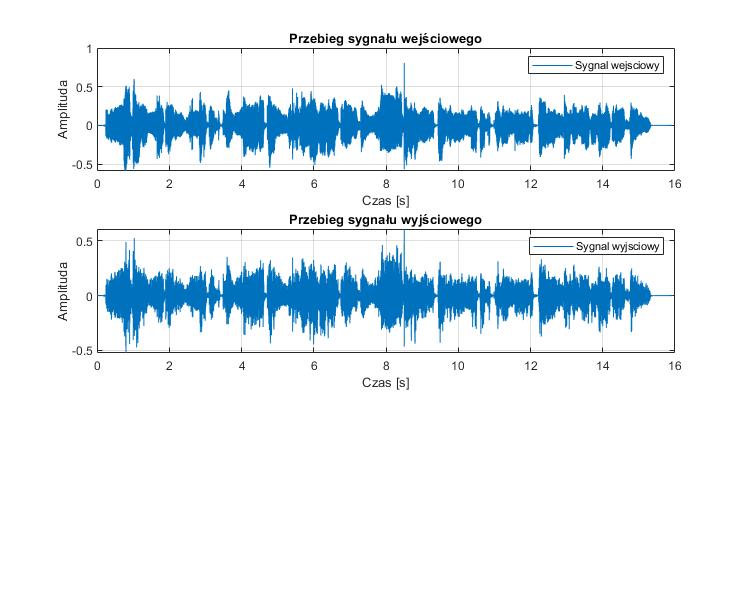 Przebieg sygnału wejściowego
Sygnal wejsciowy
Amplituda
1
0.5
0
-0.5
0 2 4 6 8 10 12 14 16
Czas [s]
Przebieg sygnału wyjściowego
Sygnal wyjsciowy
Amplituda
0.5
0
-0.5
0 2 4 6 8 10 12 14 16
Czas [s]